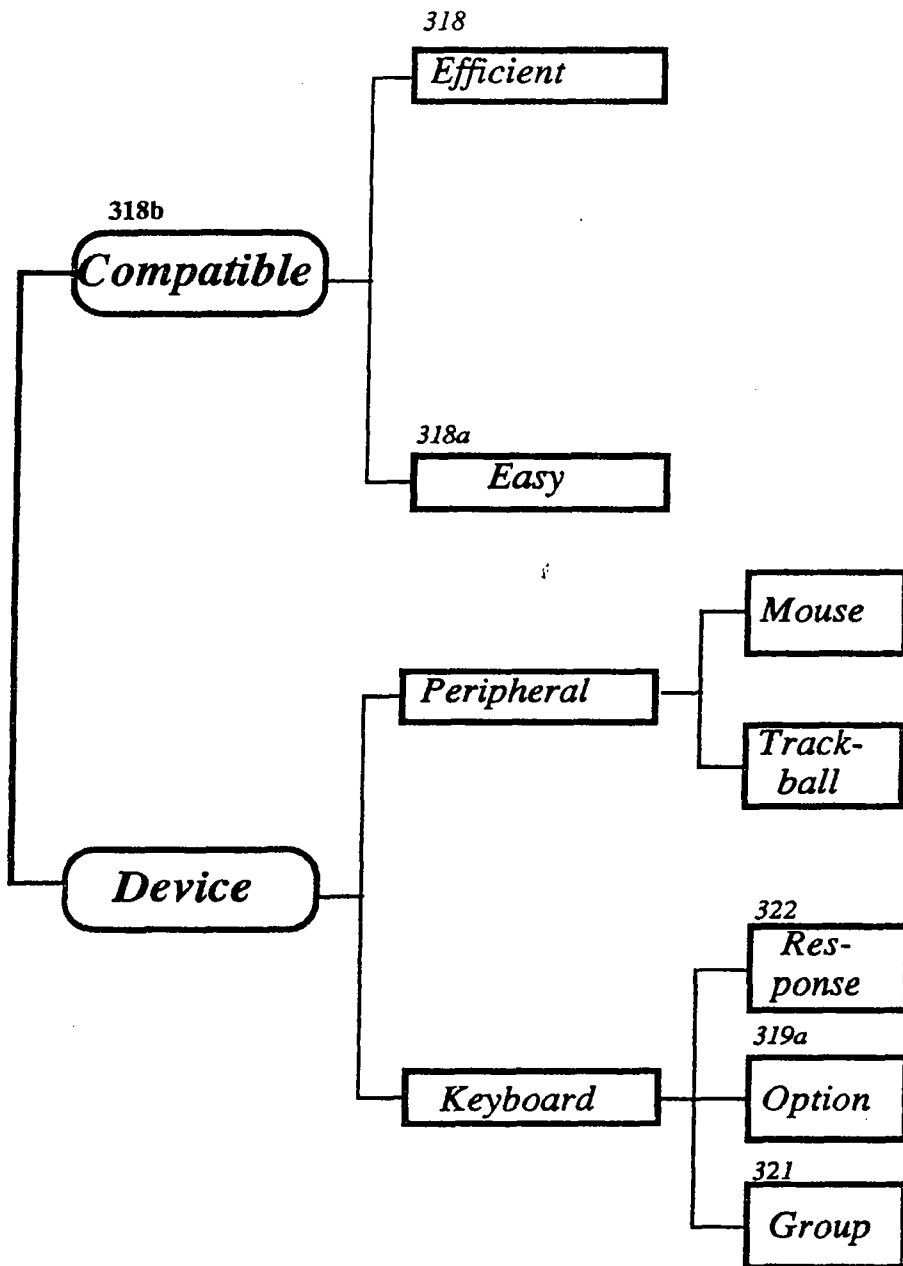 318
Efficient
318b
Compatible
318a
Easy
Mouse
Peripheral
Track-
ball
Device
322
Res-
ponse
319a
Keyboard
Option
321
Group